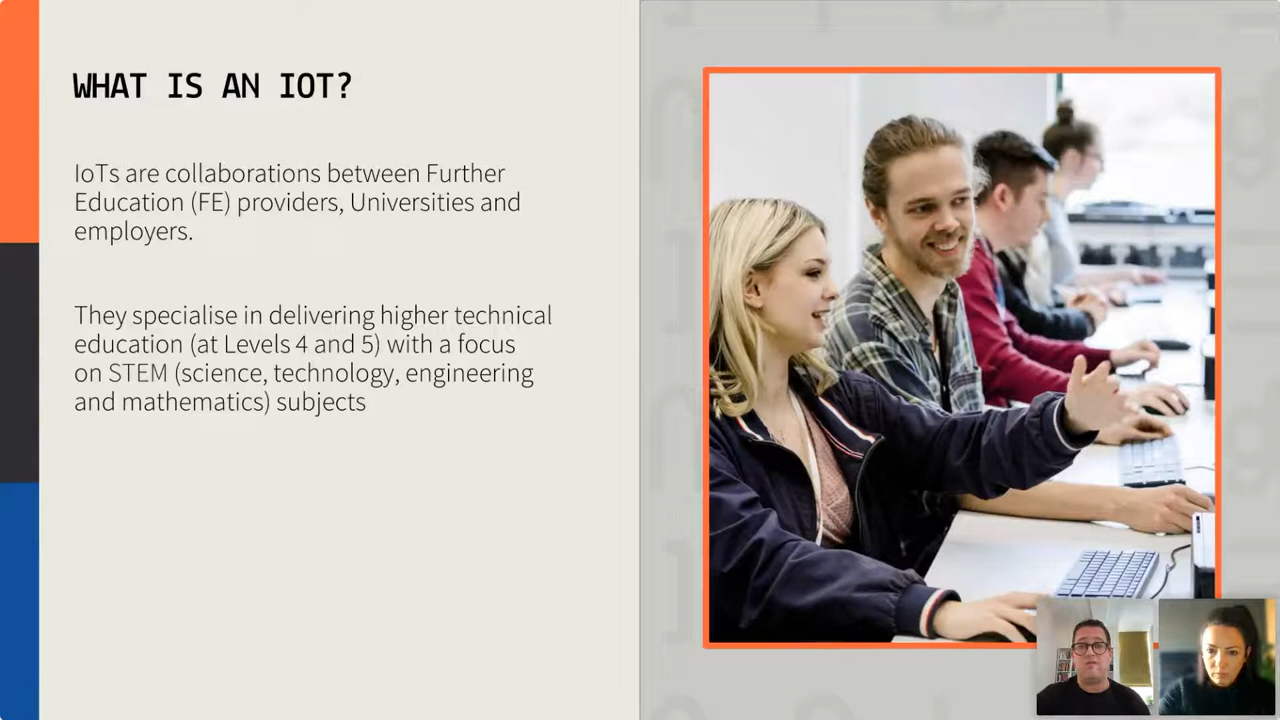 WHAT IS AN IOT?
IoTs are collaborations between Further
Education (FE) providers, Universities and
employers.
They specialise in delivering higher technical
education (at Levels 4 and 5) with a focus
on STEM (science, technology, engineering
and mathematics) subjects